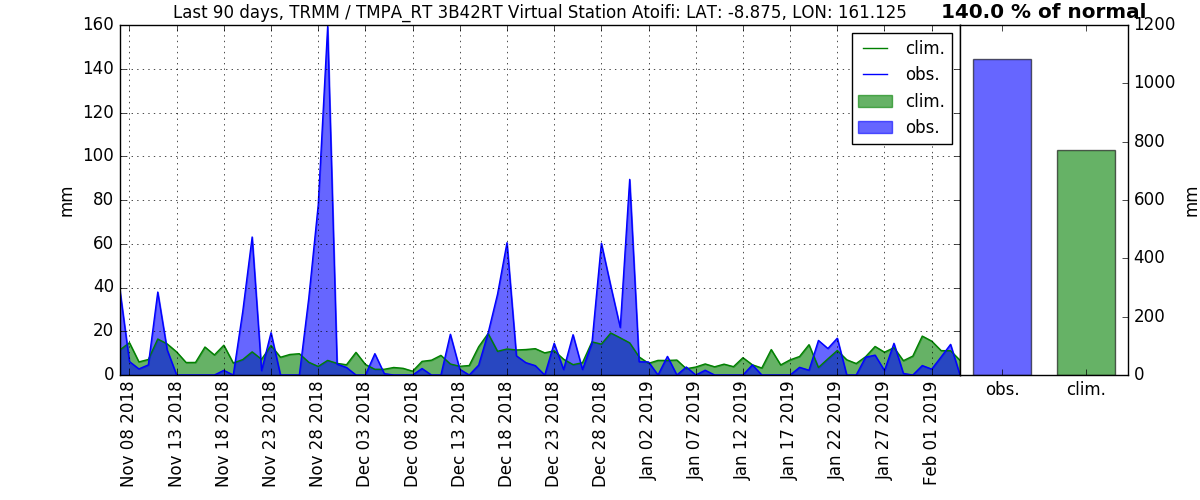 Last 90 days, TRMM / TMPA_RT 3B42RT Virtual Station Atoifi: LAT: -8.875, LON: 161.125
140.0 % of normal
160
140
120
100
80
60
40
20
0
mm
clim.
obs.
clim.
obs.
1200
1000
800
600
400
200
0
mm
Nov 08 2018
Nov 13 2018
Nov 18 2018
Nov 23 2018
Nov 28 2018
Dec 03 2018
Dec 08 2018
Dec 13 2018
Dec 18 2018
Dec 23 2018
Dec 28 2018
Jan 02 2019
Jan 07 2019
Jan 12 2019
Jan 17 2019
Jan 22 2019
Jan 27 2019
Feb 01 2019
obs.
clim.